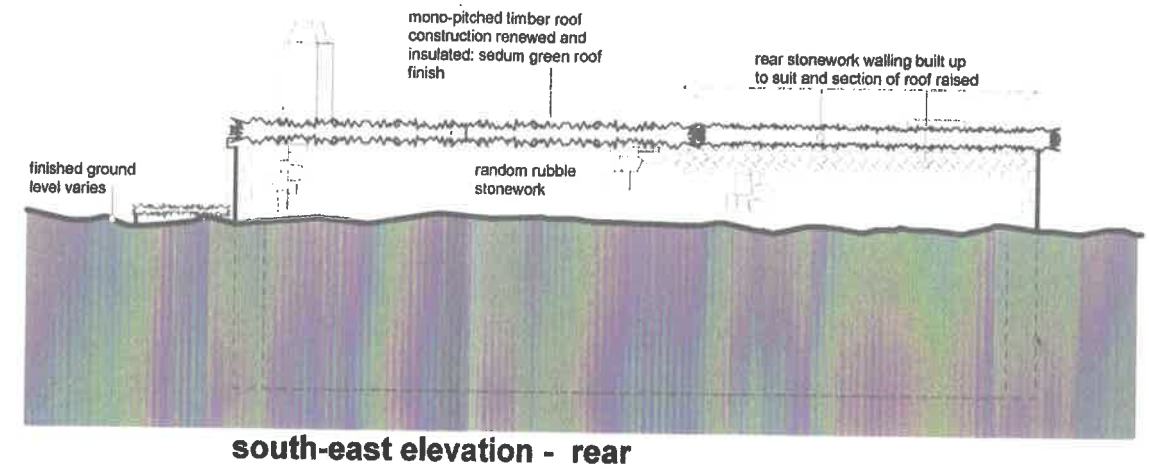 mono-pitched timber roof
construction renewed and
insulated: sedum green roof
finish
rear stonework walling built up
to suit and section of roof raised
finished ground
level varies
random rubble
stonework
south-east elevation - rear